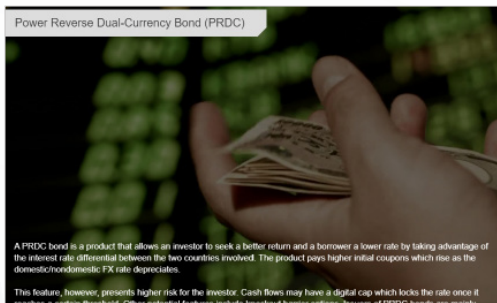 Power Reverse Dual-Currency Bond (PRDC)
A PRDC bond is a product that allows an investor to seek a better return and a borrower a lower rate by taking advantage of
the interest rate differential between the two countries involved. The product pays higher initial coupons which rise as the
domestic/nondomestic FX rate depreciates.
This feature, however, presents higher risk for the investor. Cash flows may have a digital cap which locks the rate once it